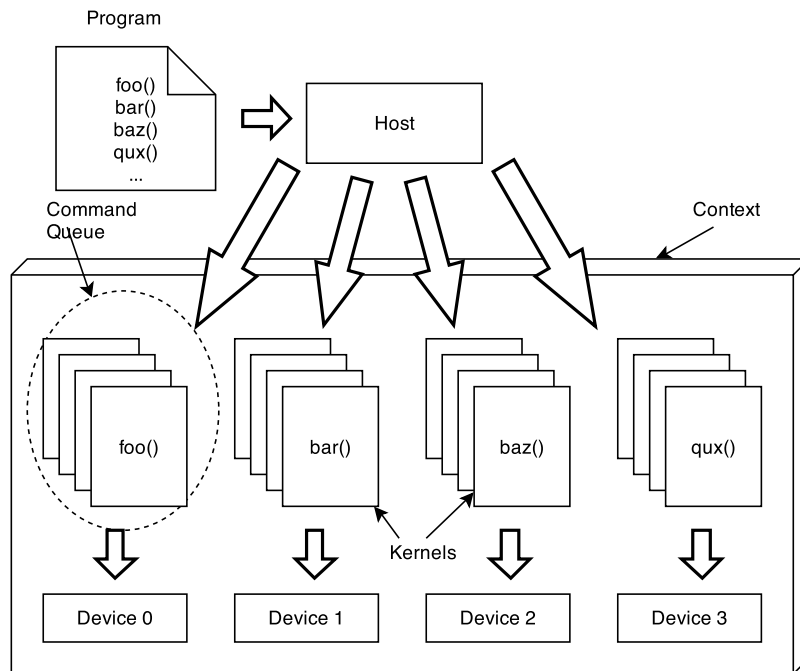 Program
foo()
bar()
baz()
qux()
...
Host
Command
Queue
Context
foo()
bar()
baz()
qux()
Kernels
Device 0
Device 1
Device 2
Device 3